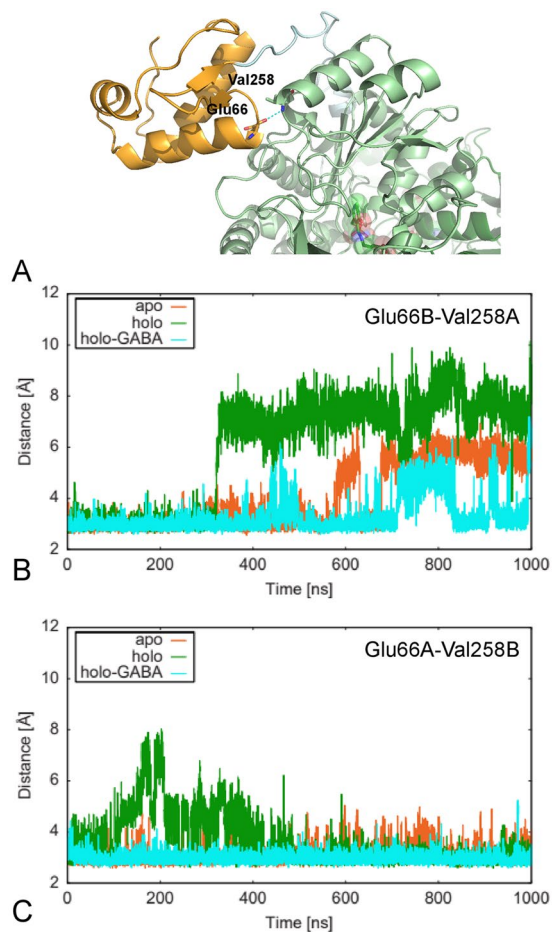 Val258
Glu66
A
12
10
8
6
4
2
Distance [Å]
apo
holo
holo-GABA
Glu66B-Val258A
0
200
400
600
800
1000
Time [ns]
B
12
10
8
6
4
2
Distance [Å]
apo
holo
holo-GABA
Glu66A-Val258B
0
200
400
600
800
1000
Time [ns]
C